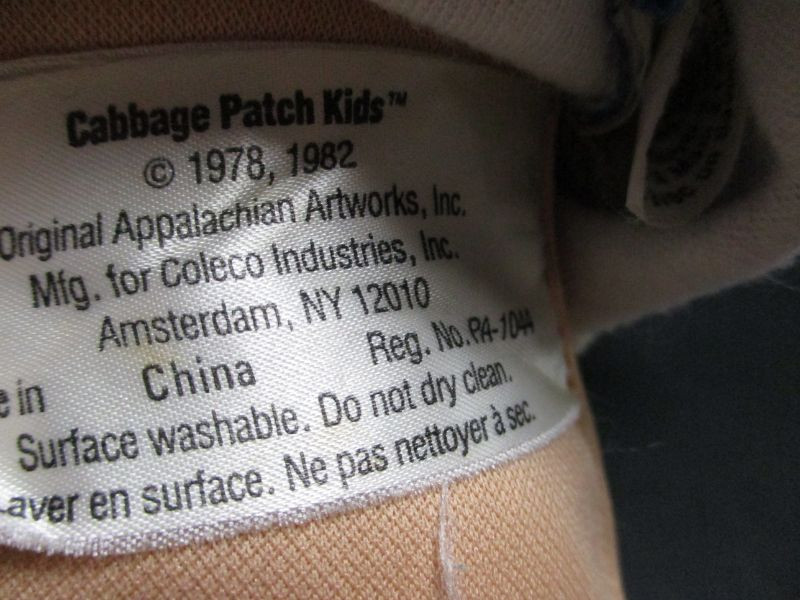 Cabbage Patch Kids™
© 1978, 1982
Original Appalachian Artworks, Inc.
Mfg. for Coleco Industries, Inc.
Amsterdam, NY 12010
e in China Reg. No. PA-1044
Surface washable. Do not dry clean.
aver en surface. Ne pas nettoyer à sec.